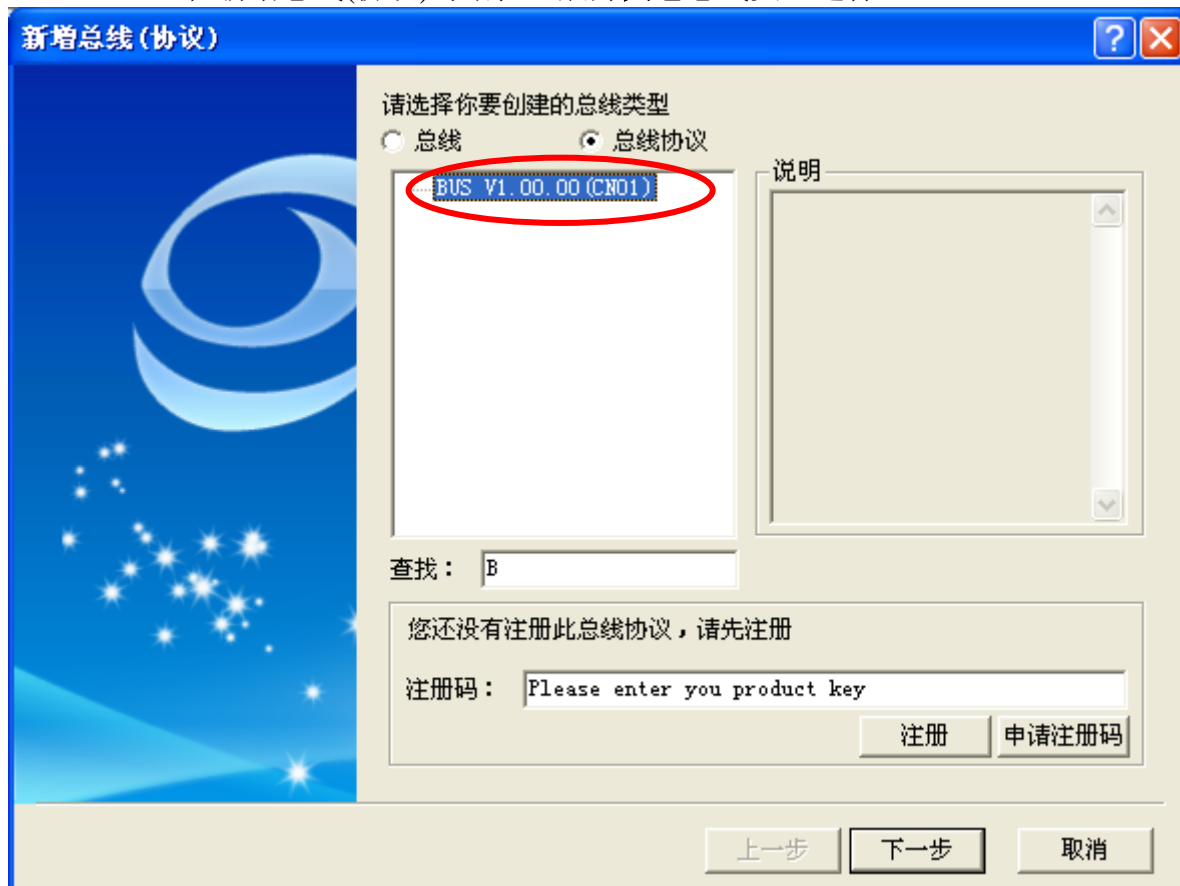 新增总线(协议)
请选择你要创建的总线类型
总线 总线协议
BUS V1.00.00(CN01)
说明
查找： B
您还没有注册此总线协议，请先注册
注册码： Please enter you product key
注册 申请注册码
上一步 下一步 取消